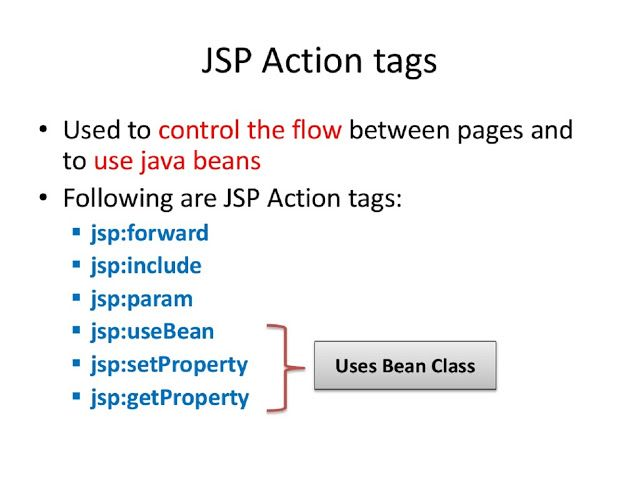 JSP Action tags
• Used to control the flow between pages and
to use java beans
• Following are JSP Action tags:
▪ jsp:forward
▪ jsp:include
▪ jsp:param
▪ jsp:useBean
▪ jsp:setProperty
▪ jsp:getProperty
Uses Bean Class